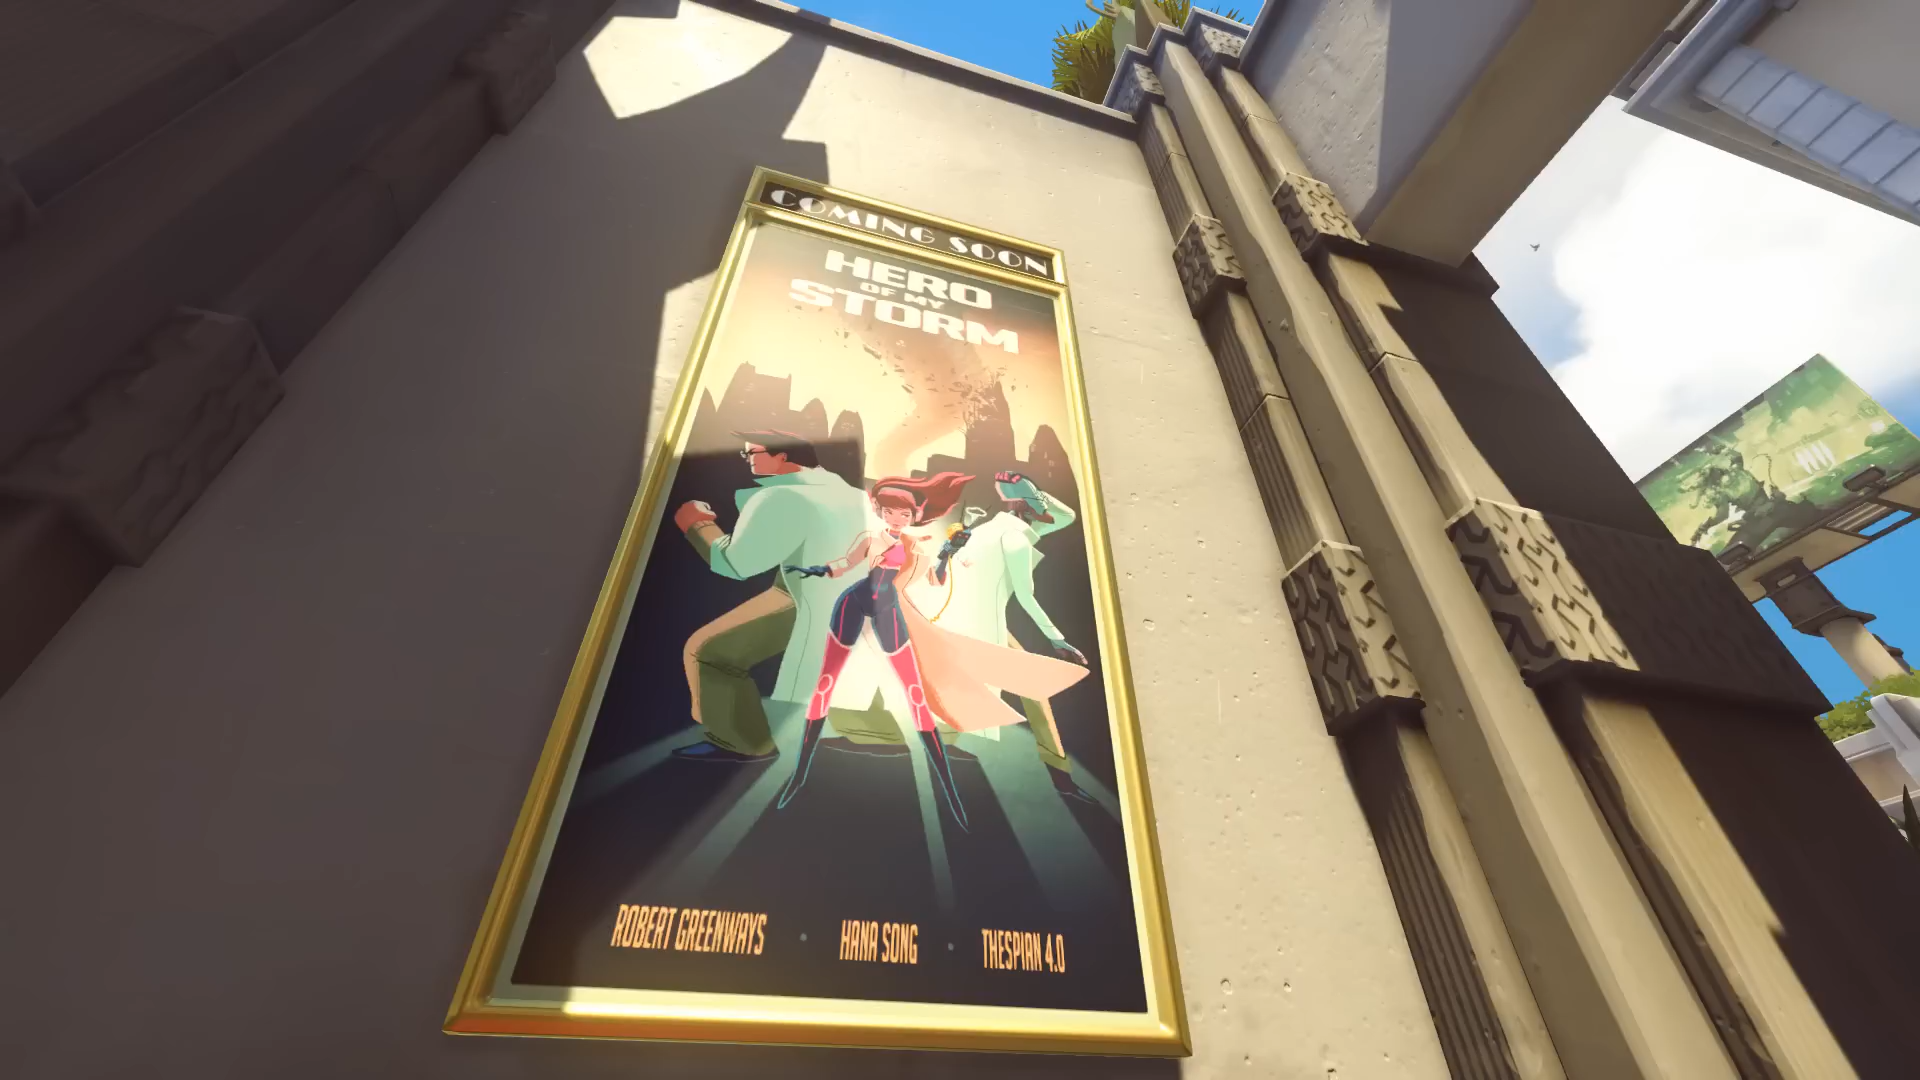 COMING SOON
HERO
OF MY
STORM
ROBERT GREENWAYS · HANA SONG · THESPIAN 4.0